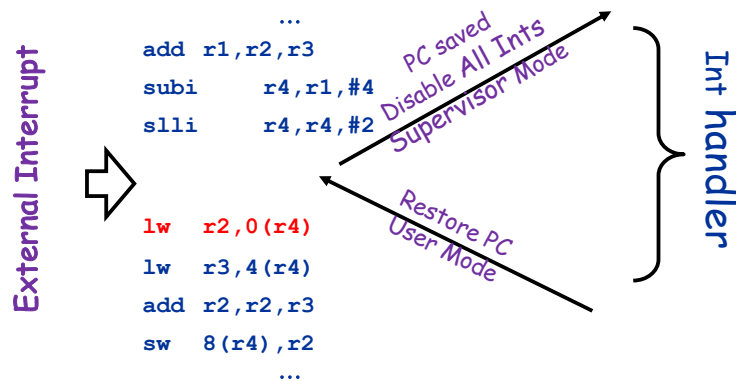 External Interrupt
...
add r1,r2,r3
subi r4,r1,#4
slli r4,r4,#2
PC saved
Disable All Ints
Supervisor Mode
lw r2,0(r4)
lw r3,4(r4)
add r2,r2,r3
sw 8(r4),r2
...
Restore PC
User Mode
Int handler